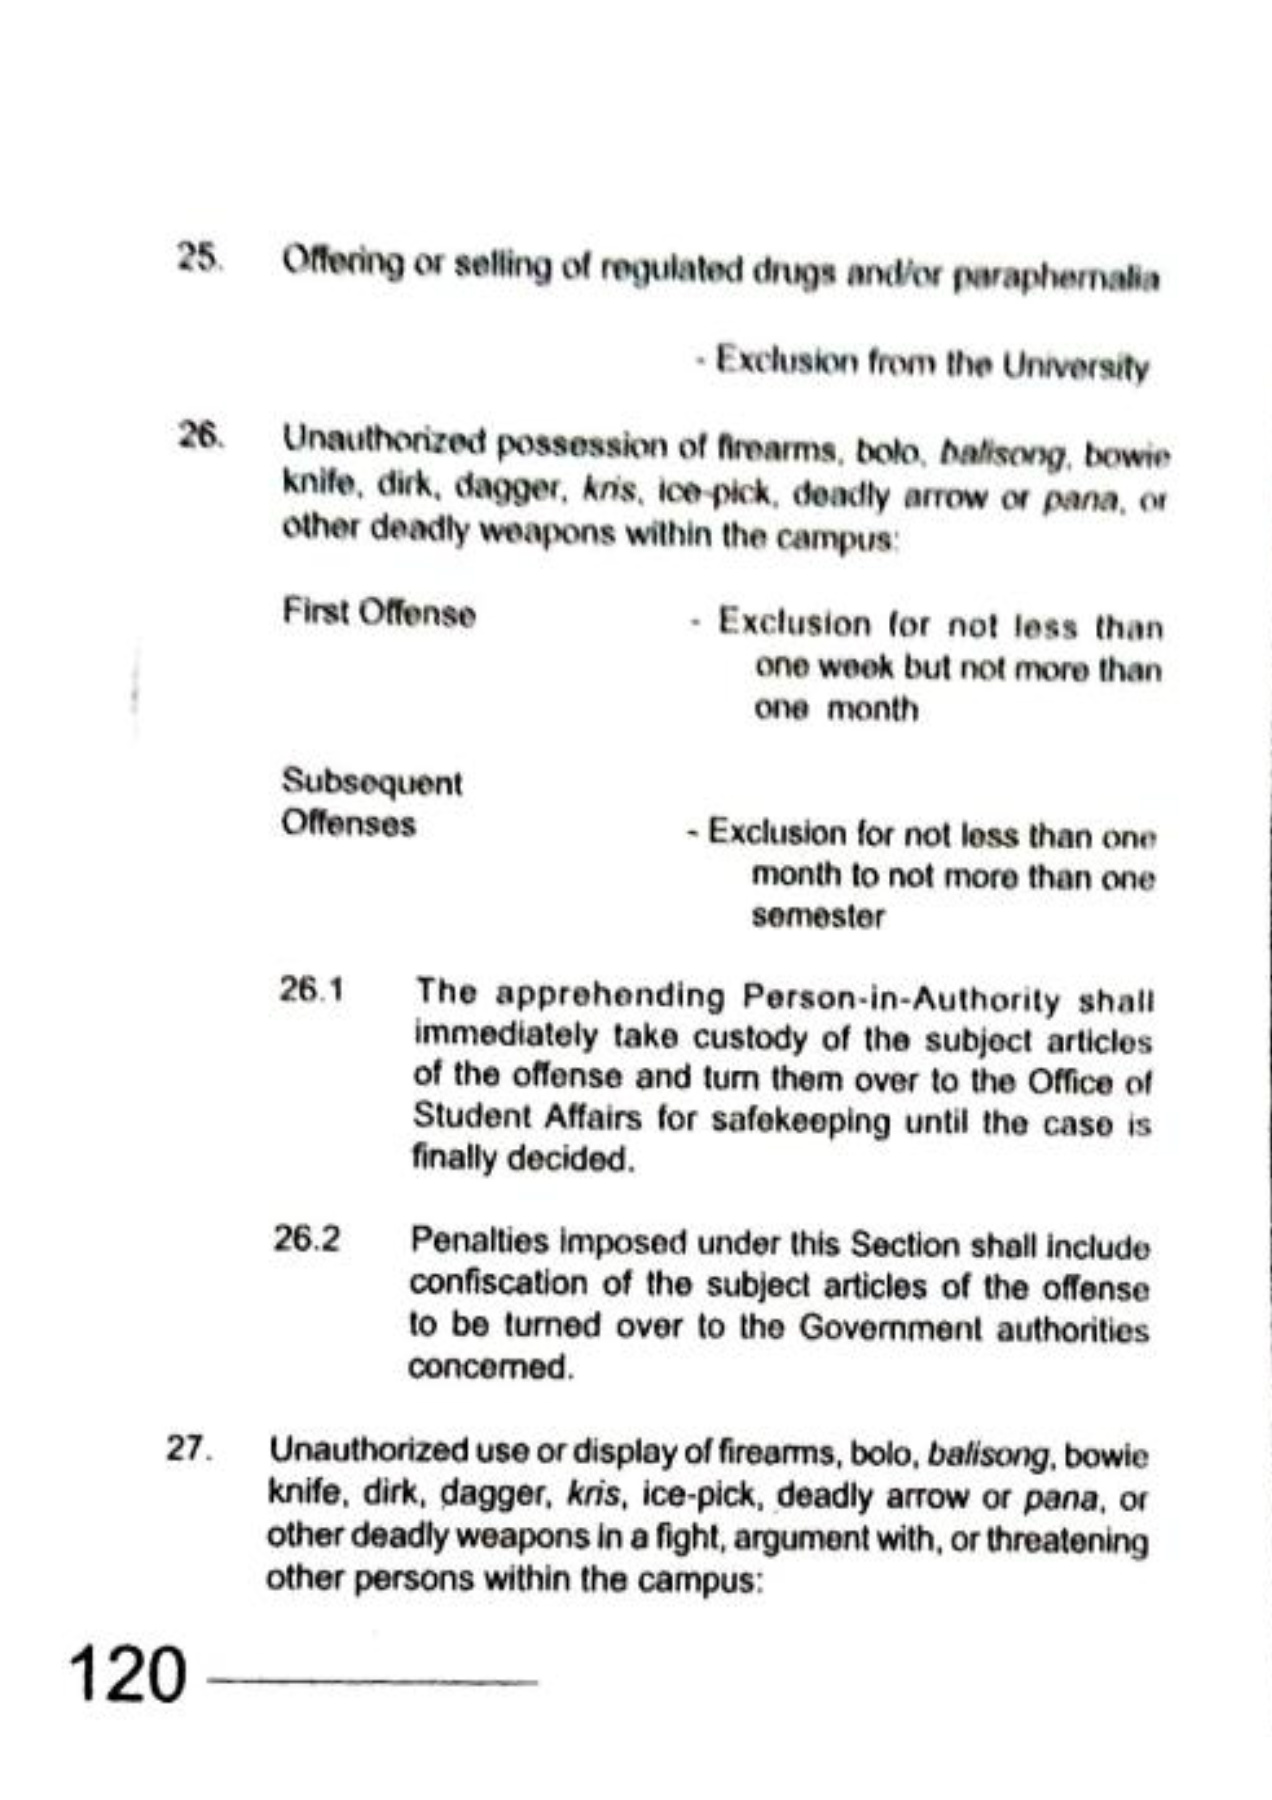 25. Offering or selling of regulated drugs and/or paraphernalia
- Exclusion from the University
26. Unauthorized possession of firearms, bolo, balisong, bowie
knife, dirk, dagger, kris, ice-pick, deadly arrow or pana, or
other deadly weapons within the campus:
First Offense - Exclusion for not less than
one week but not more than
one month
Subsequent
Offenses - Exclusion for not less than one
month to not more than one
semester
26.1 The apprehending Person-in-Authority shall
immediately take custody of the subject articles
of the offense and turn them over to the Office of
Student Affairs for safekeeping until the case is
finally decided.
26.2 Penalties imposed under this Section shall include
confiscation of the subject articles of the offense
to be turned over to the Government authorities
concerned.
27. Unauthorized use or display of firearms, bolo, balisong, bowie
knife, dirk, dagger, kris, ice-pick, deadly arrow or pana, or
other deadly weapons in a fight, argument with, or threatening
other persons within the campus:
120